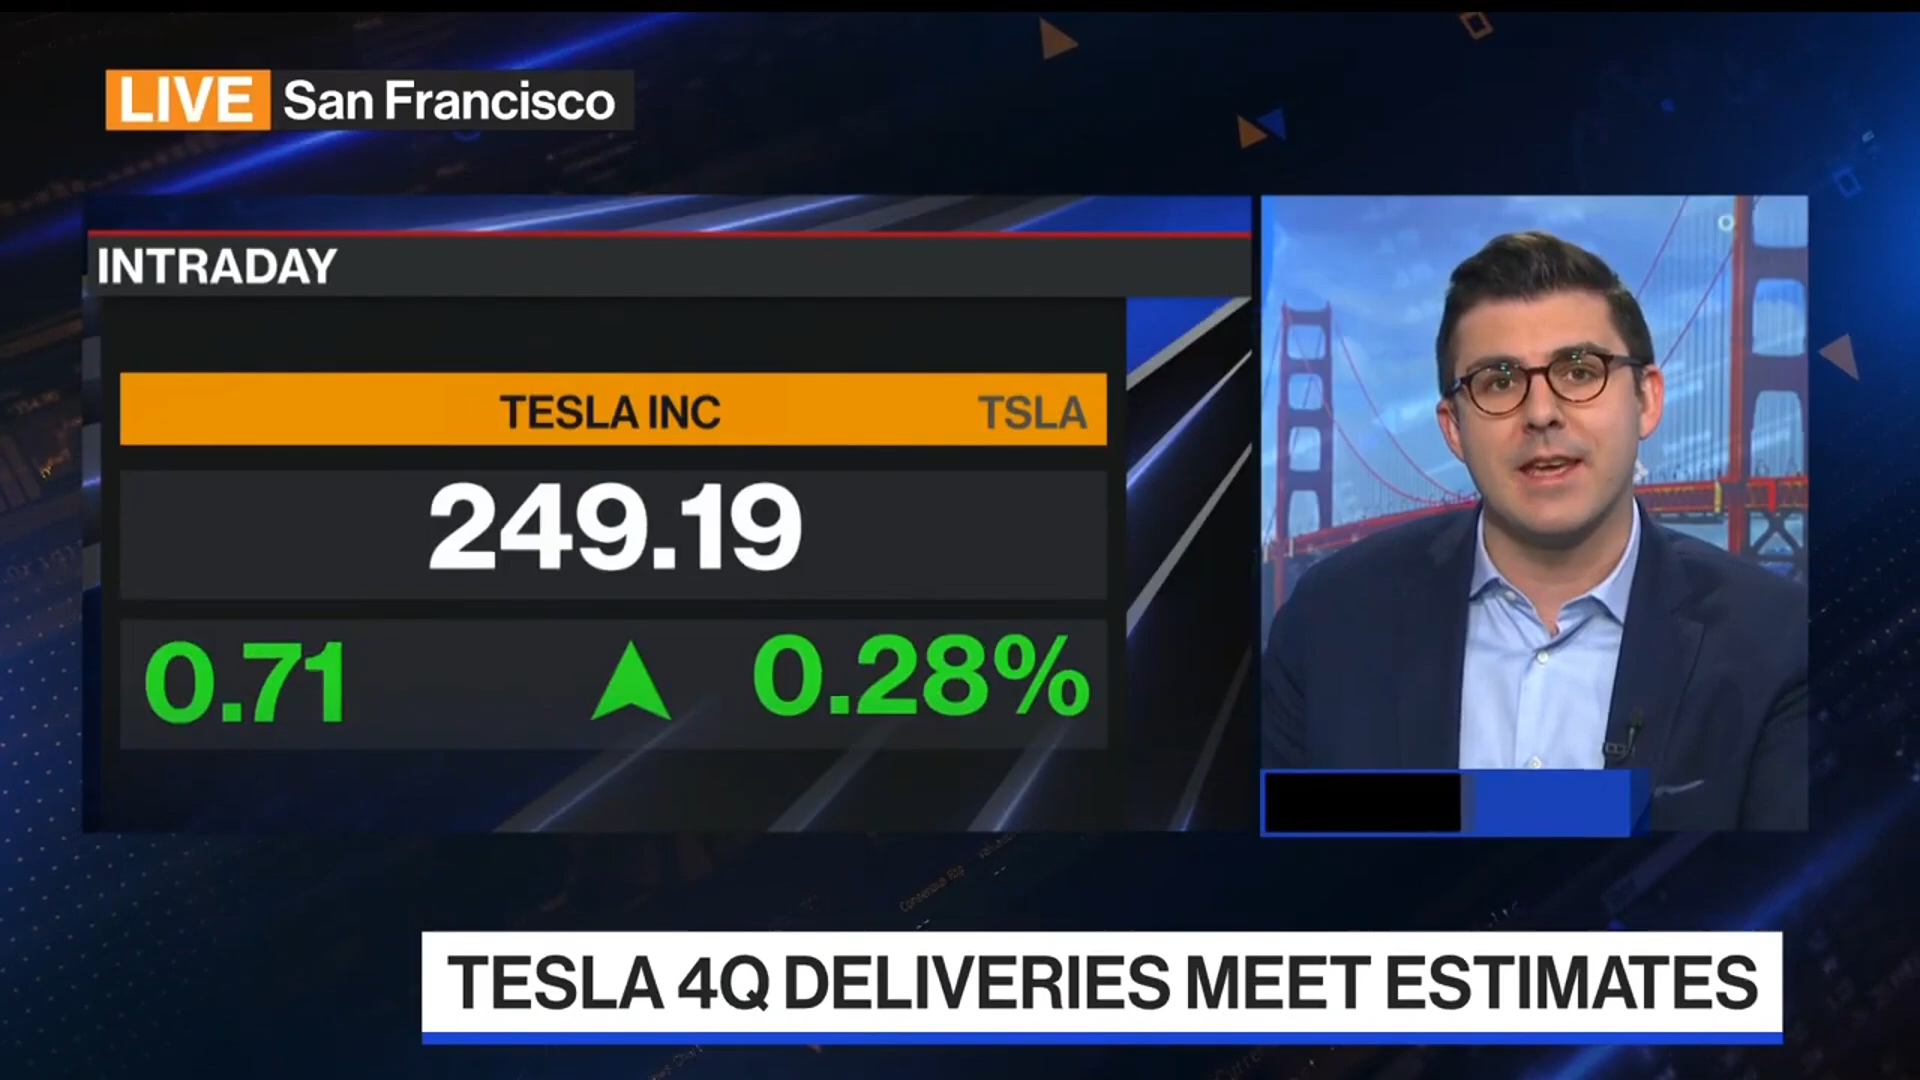 LIVE San Francisco
INTRADAY
TESLA INC TSLA
249.19
0.71 ▲ 0.28%
TESLA 4Q DELIVERIES MEET ESTIMATES